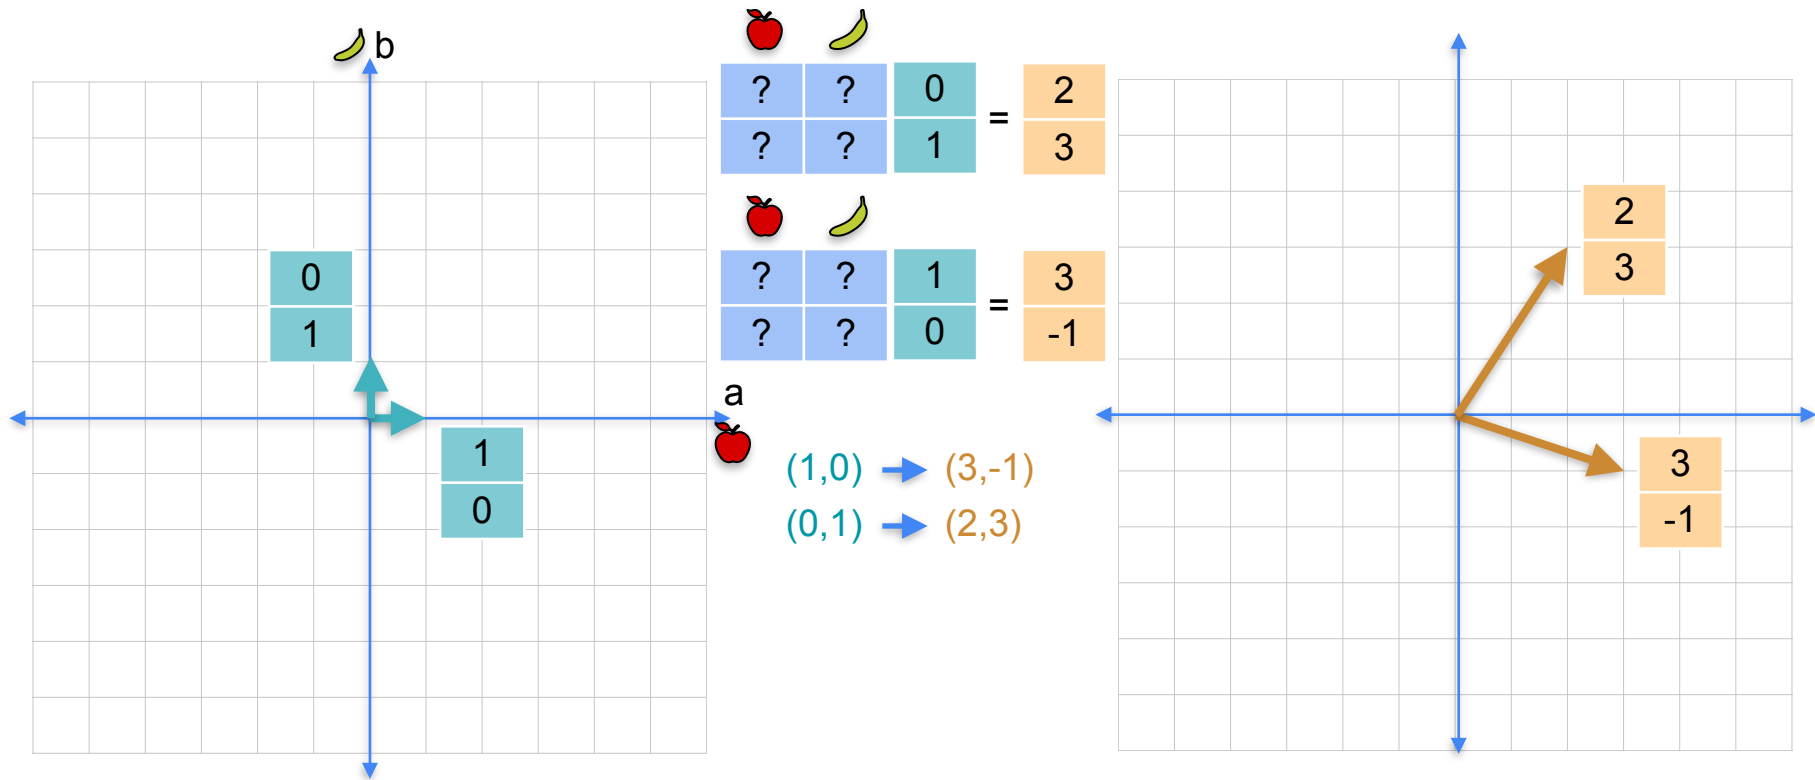 b
? ? 0 = 2
? ? 1 3
? ? 1 = 3
? ? 0 -1
0
1
a
1
0
(1,0) (3,-1)
(0,1) (2,3)
2
3
3
-1